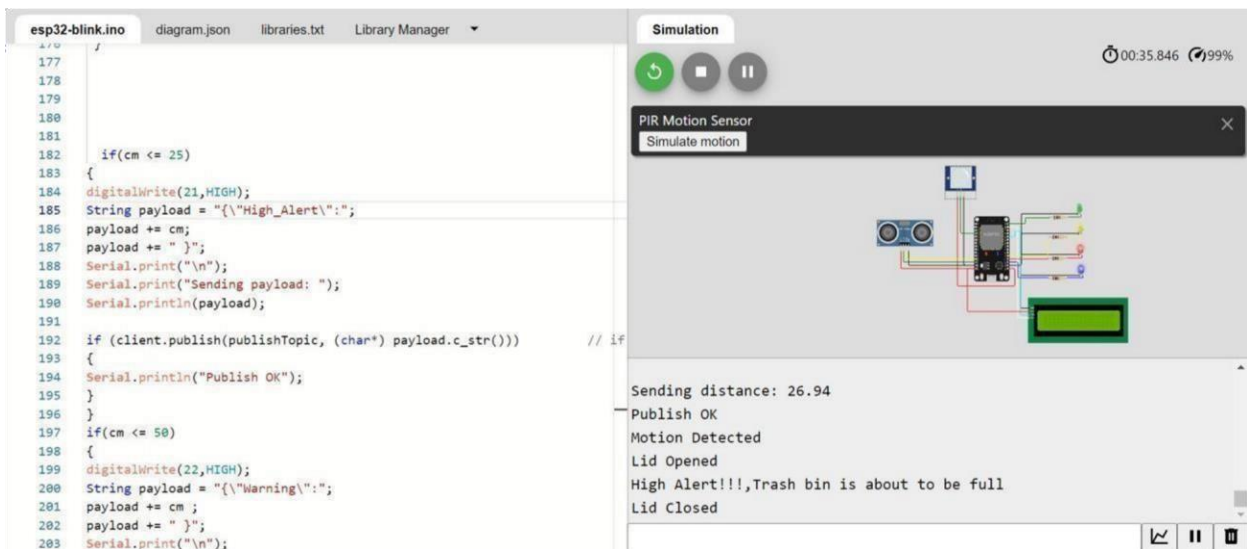 esp32-blink.ino diagram.json libraries.txt Library Manager
176 }
177
178
179
180
181
182 if(cm <= 25)
183 {
184 digitalWrite(21,HIGH);
185 String payload = "{\"High_Alert\":";
186 payload += cm;
187 payload += " }";
188 Serial.print("\n");
189 Serial.print("Sending payload: ");
190 Serial.println(payload);
191
192 if (client.publish(publishTopic, (char*) payload.c_str())) // if
193 {
194 Serial.println("Publish OK");
195 }
196 }
197 if(cm <= 50)
198 {
199 digitalWrite(22,HIGH);
200 String payload = "{\"Warning\":";
201 payload += cm ;
202 payload += " }";
203 Serial.print("\n");
Simulation
00:35.846 99%
PIR Motion Sensor
Simulate motion
Sending distance: 26.94
Publish OK
Motion Detected
Lid Opened
High Alert!!!,Trash bin is about to be full
Lid Closed